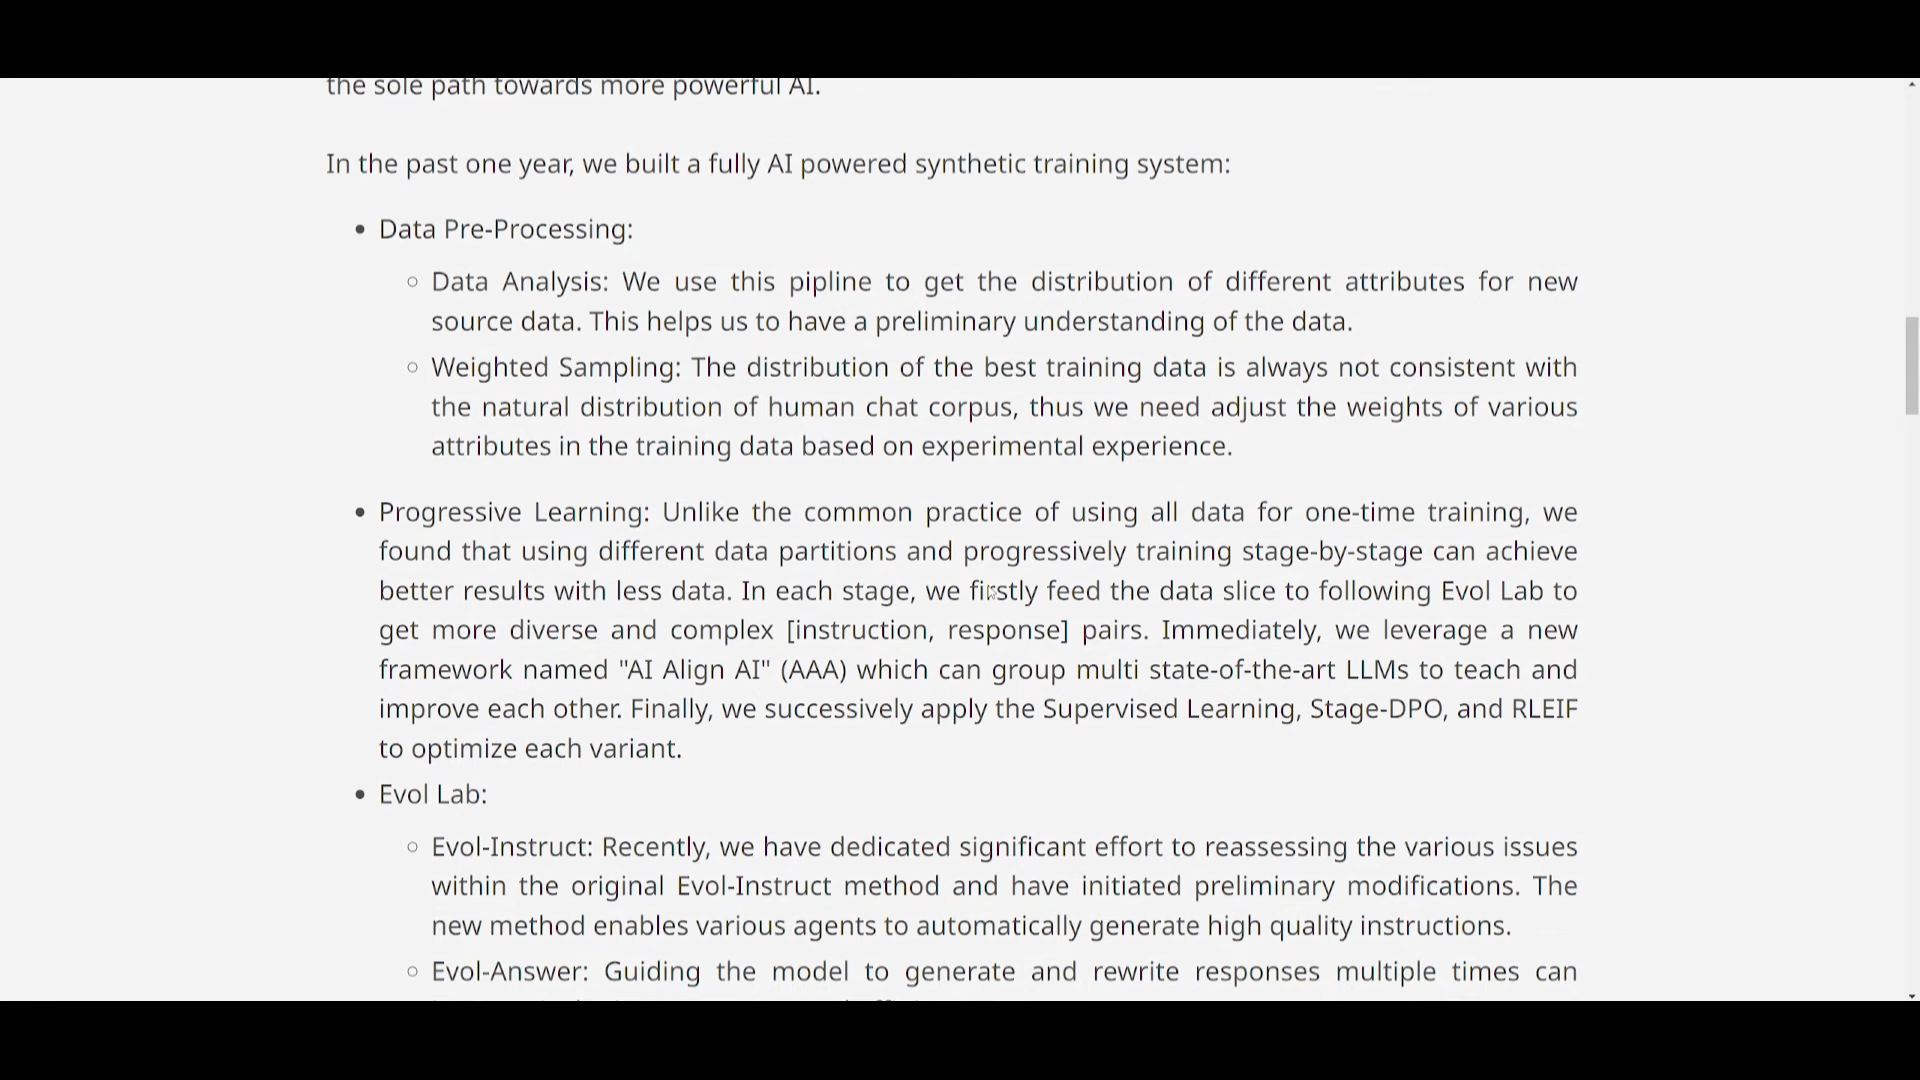 the sole path towards more powerful AI.
In the past one year, we built a fully AI powered synthetic training system:
• Data Pre-Processing:
○ Data Analysis: We use this pipline to get the distribution of different attributes for new
source data. This helps us to have a preliminary understanding of the data.
○ Weighted Sampling: The distribution of the best training data is always not consistent with
the natural distribution of human chat corpus, thus we need adjust the weights of various
attributes in the training data based on experimental experience.
• Progressive Learning: Unlike the common practice of using all data for one-time training, we
found that using different data partitions and progressively training stage-by-stage can achieve
better results with less data. In each stage, we firstly feed the data slice to following Evol Lab to
get more diverse and complex [instruction, response] pairs. Immediately, we leverage a new
framework named "AI Align AI" (AAA) which can group multi state-of-the-art LLMs to teach and
improve each other. Finally, we successively apply the Supervised Learning, Stage-DPO, and RLEIF
to optimize each variant.
• Evol Lab:
○ Evol-Instruct: Recently, we have dedicated significant effort to reassessing the various issues
within the original Evol-Instruct method and have initiated preliminary modifications. The
new method enables various agents to automatically generate high quality instructions.
○ Evol-Answer: Guiding the model to generate and rewrite responses multiple times can